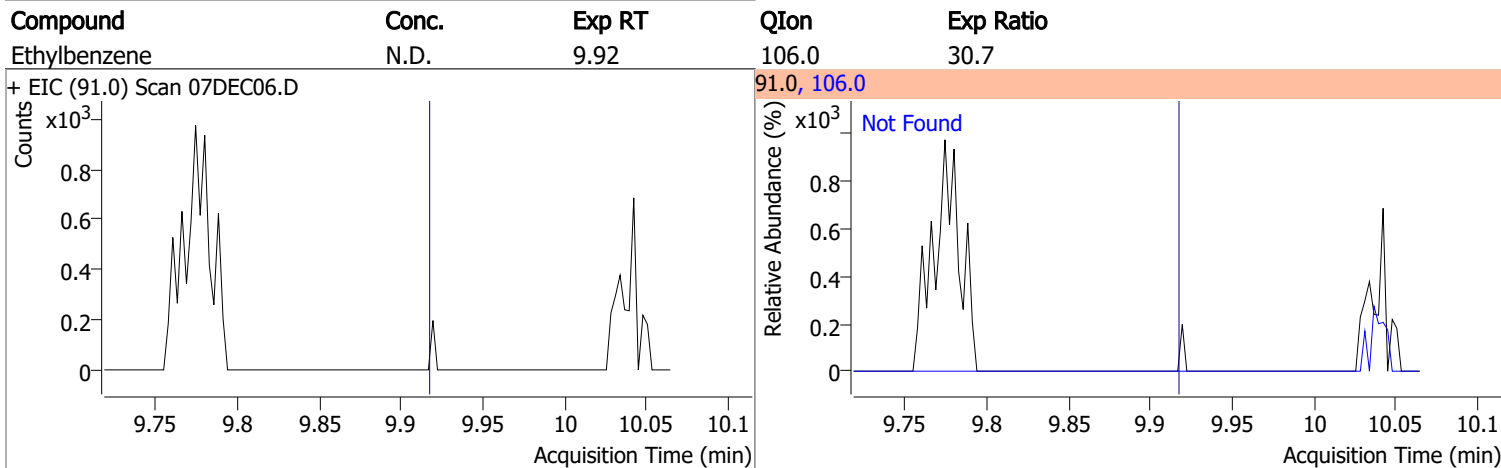 Compound Conc. Exp RT QIon Exp Ratio
Ethylbenzene N.D. 9.92 106.0 30.7
+ EIC (91.0) Scan 07DEC06.D
Counts
x10³
0.8
0.6
0.4
0.2
0
9.75 9.8 9.85 9.9 9.95 10 10.05 10.1
Acquisition Time (min)
91.0, 106.0
Relative Abundance (%)
x10³
Not Found
0.8
0.6
0.4
0.2
0
9.75 9.8 9.85 9.9 9.95 10 10.05 10.1
Acquisition Time (min)